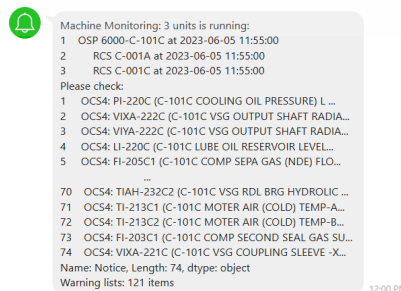 Machine Monitoring: 3 units is running:
1 OSP 6000-C-101C at 2023-06-05 11:55:00
2 RCS C-001A at 2023-06-05 11:55:00
3 RCS C-001C at 2023-06-05 11:55:00
Please check:
1 OCS4: PI-220C (C-101C COOLING OIL PRESSURE) L ...
2 OCS4: VIXA-222C (C-101C VSG OUTPUT SHAFT RADIA...
3 OCS4: VIYA-222C (C-101C VSG OUTPUT SHAFT RADIA...
4 OCS4: LI-220C (C-101C LUBE OIL RESERVOIR LEVEL...
5 OCS4: FI-205C1 (C-101C COMP SEPA GAS (NDE) FLO...
...
70 OCS4: TIAH-232C2 (C-101C VSG RDL BRG HYDROLIC ...
71 OCS4: TI-213C1 (C-101C MOTER AIR (COLD) TEMP-A...
72 OCS4: TI-213C2 (C-101C MOTER AIR (COLD) TEMP-B...
73 OCS4: FI-203C1 (C-101C COMP SECOND SEAL GAS SU...
74 OCS4: VIXA-221C (C-101C VSG COUPLING SLEEVE -X...
Name: Notice, Length: 74, dtype: object
Warning lists: 121 items
12:00 PM